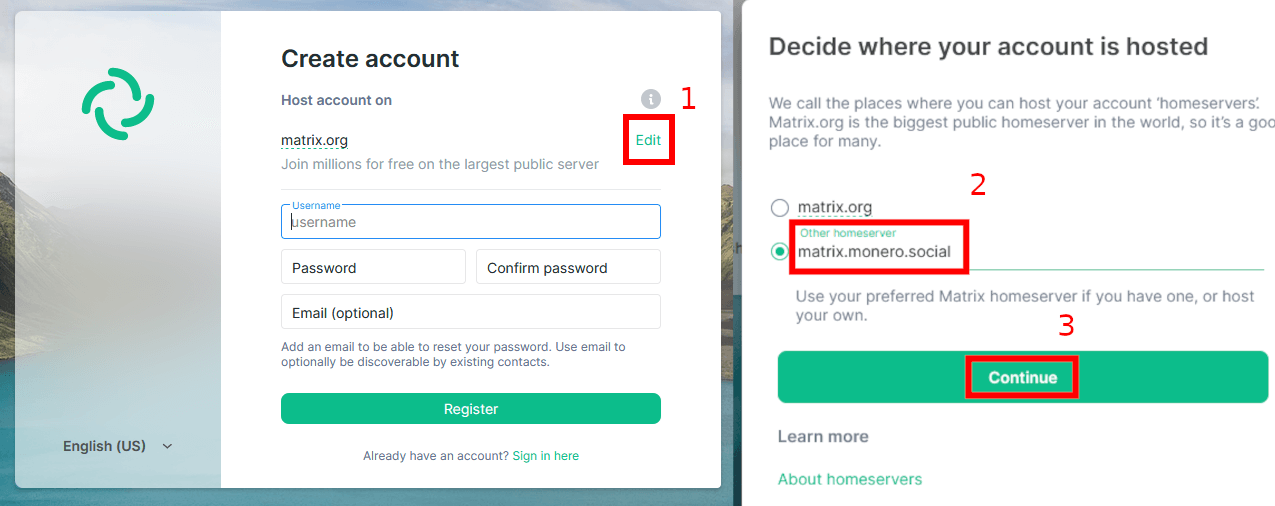 Create account
Host account on
1
matrix.org
Edit
Join millions for free on the largest public server
Username
username
Password
Confirm password
Email (optional)
Add an email to be able to reset your password. Use email to
optionally be discoverable by existing contacts.
Register
English (US)
Already have an account? Sign in here
Decide where your account is hosted
We call the places where you can host your account ‘homeservers’.
Matrix.org is the biggest public homeserver in the world, so it’s a goo
place for many.
2
matrix.org
Other homeserver
matrix.monero.social
Use your preferred Matrix homeserver if you have one, or host
your own.
3
Continue
Learn more
About homeservers